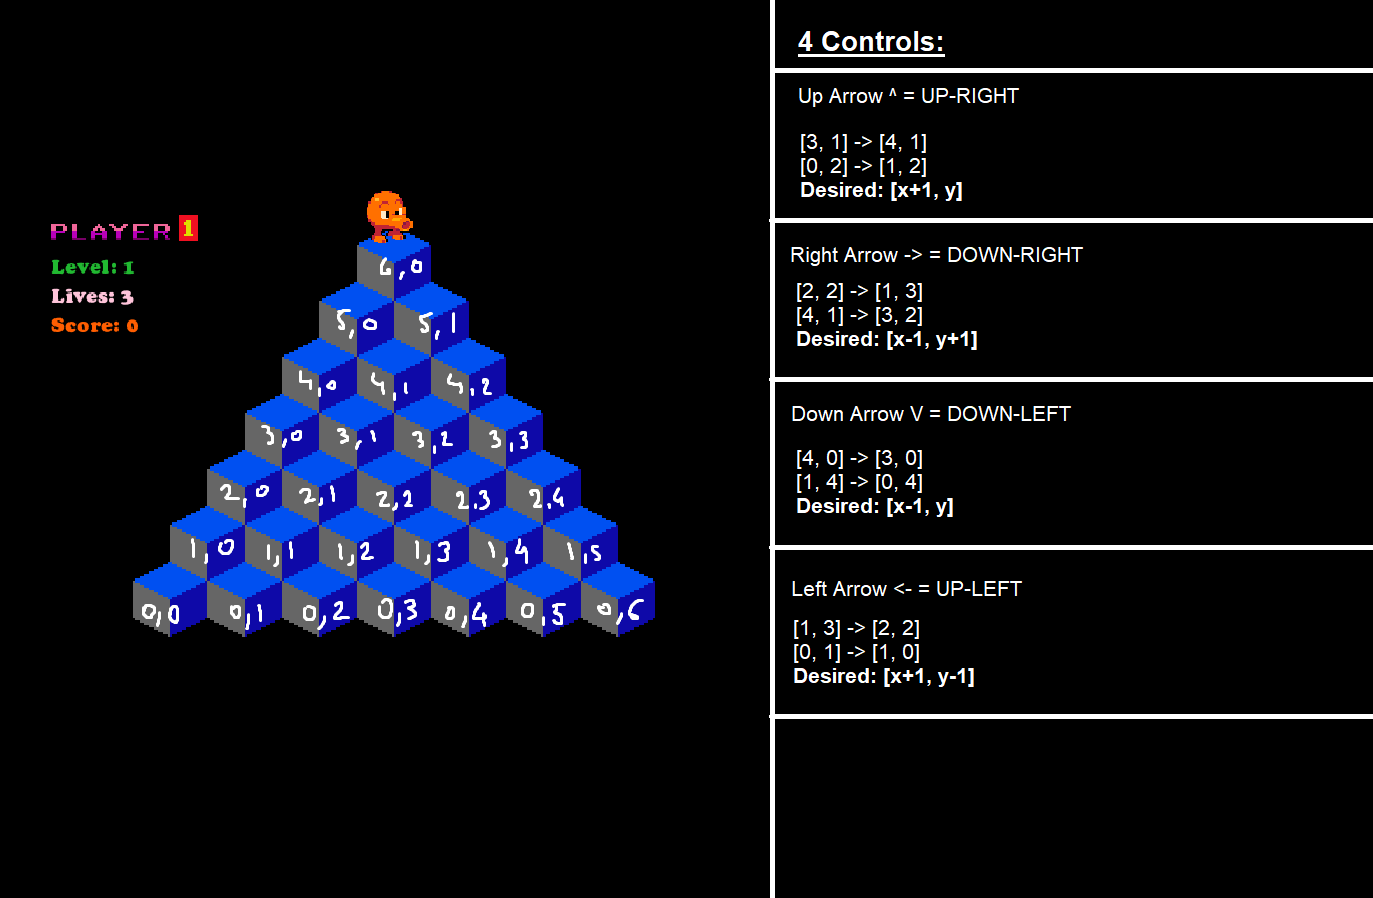 PLAYER 1
Level: 1
Lives: 3
Score: 0
6,0
5,0 5,1
4,0 4,1 4,2
3,0 3,1 3,2 3,3
2,0 2,1 2,2 2.3 2,4
1,0 1,1 1,2 1,3 1,4 1,5
0,0 0,1 0,2 0,3 0,4 0,5 0,6
4 Controls:
Up Arrow ^ = UP-RIGHT
[3, 1] -> [4, 1]
[0, 2] -> [1, 2]
Desired: [x+1, y]
Right Arrow -> = DOWN-RIGHT
[2, 2] -> [1, 3]
[4, 1] -> [3, 2]
Desired: [x-1, y+1]
Down Arrow V = DOWN-LEFT
[4, 0] -> [3, 0]
[1, 4] -> [0, 4]
Desired: [x-1, y]
Left Arrow <- = UP-LEFT
[1, 3] -> [2, 2]
[0, 1] -> [1, 0]
Desired: [x+1, y-1]